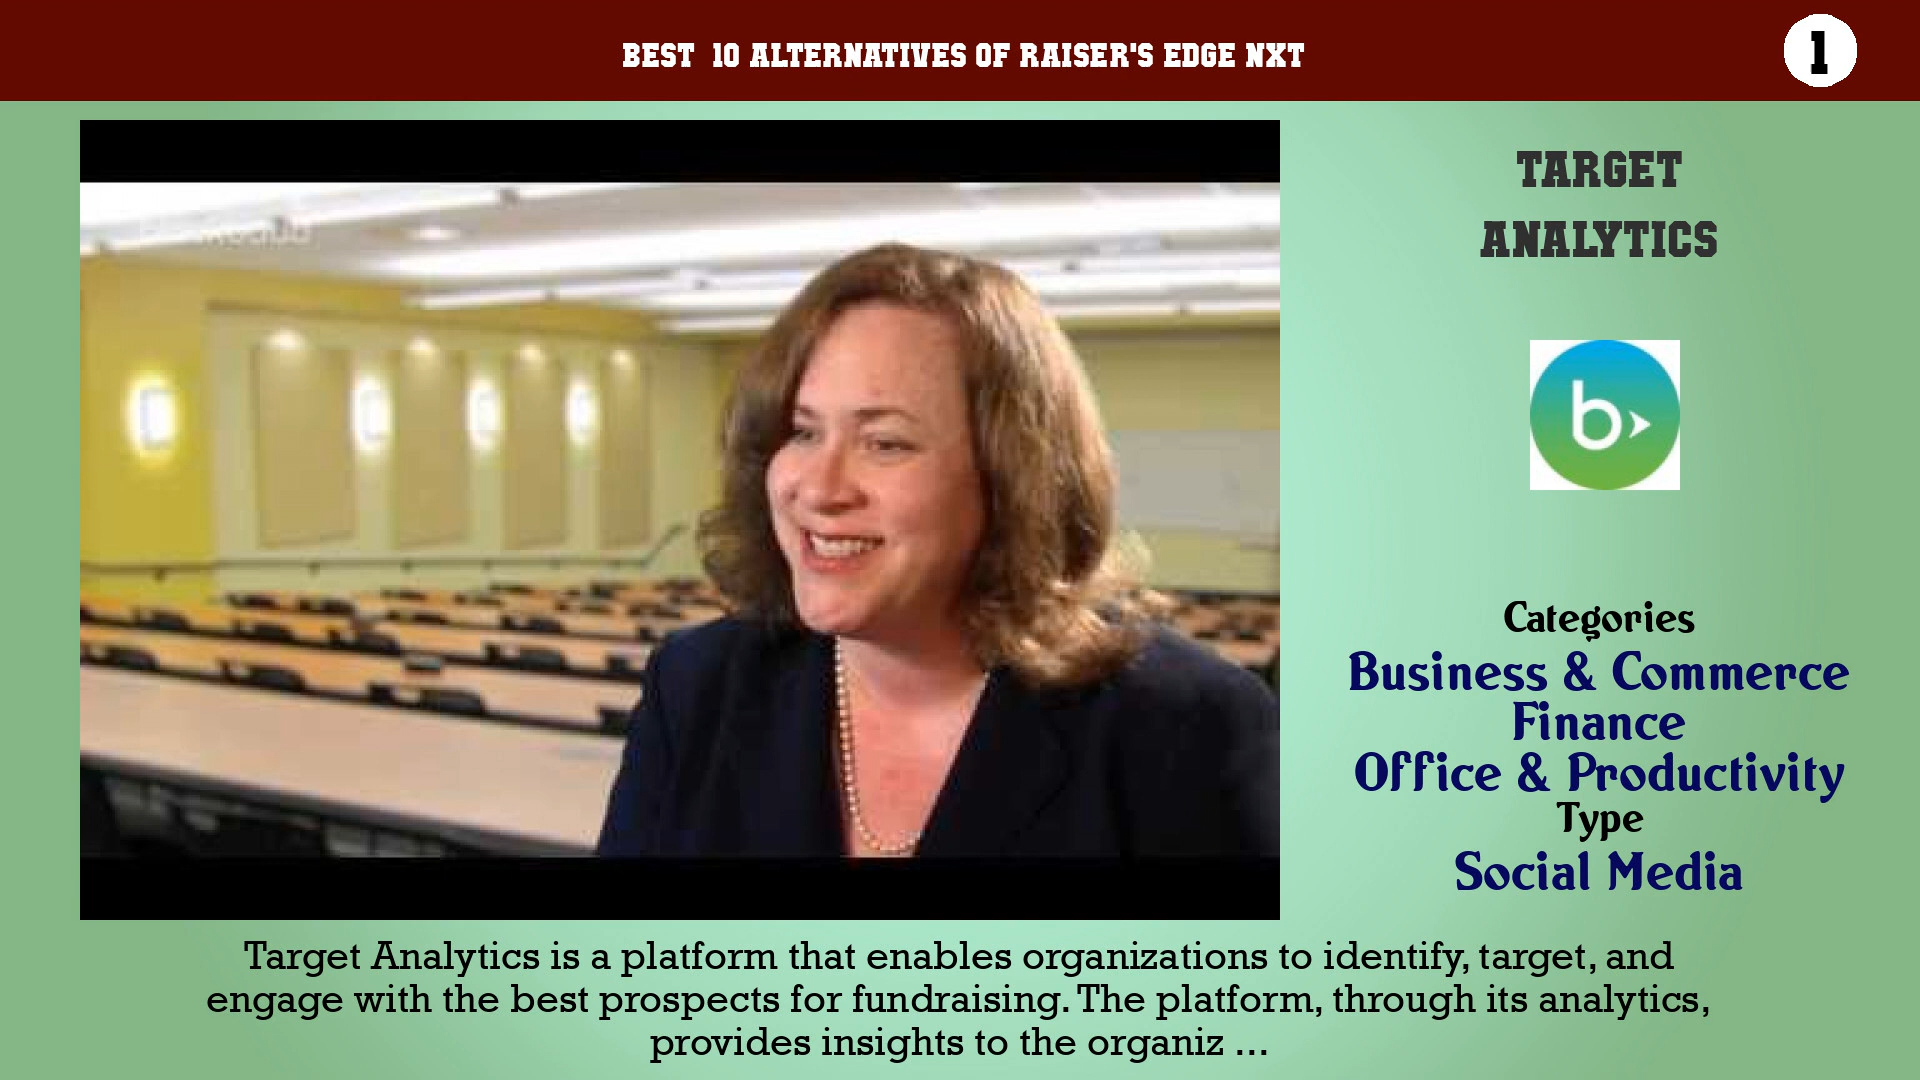 BEST 10 ALTERNATIVES OF RAISER'S EDGE NXT
1
TARGET
ANALYTICS
b
Categories
Business & Commerce
Finance
Office & Productivity
Type
Social Media
Target Analytics is a platform that enables organizations to identify, target, and
engage with the best prospects for fundraising. The platform, through its analytics,
provides insights to the organiz ...